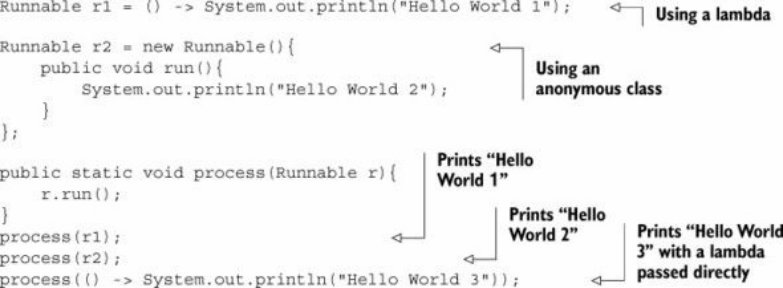 Runnable r1 = () -> System.out.println("Hello World 1");
Using a lambda
Runnable r2 = new Runnable(){
public void run(){
System.out.println("Hello World 2");
}
};
Using an
anonymous class
public static void process(Runnable r){
r.run();
}
process(r1);
process(r2);
process(() -> System.out.println("Hello World 3"));
Prints “Hello
World 1”
Prints “Hello
World 2”
Prints “Hello World
3” with a lambda
passed directly